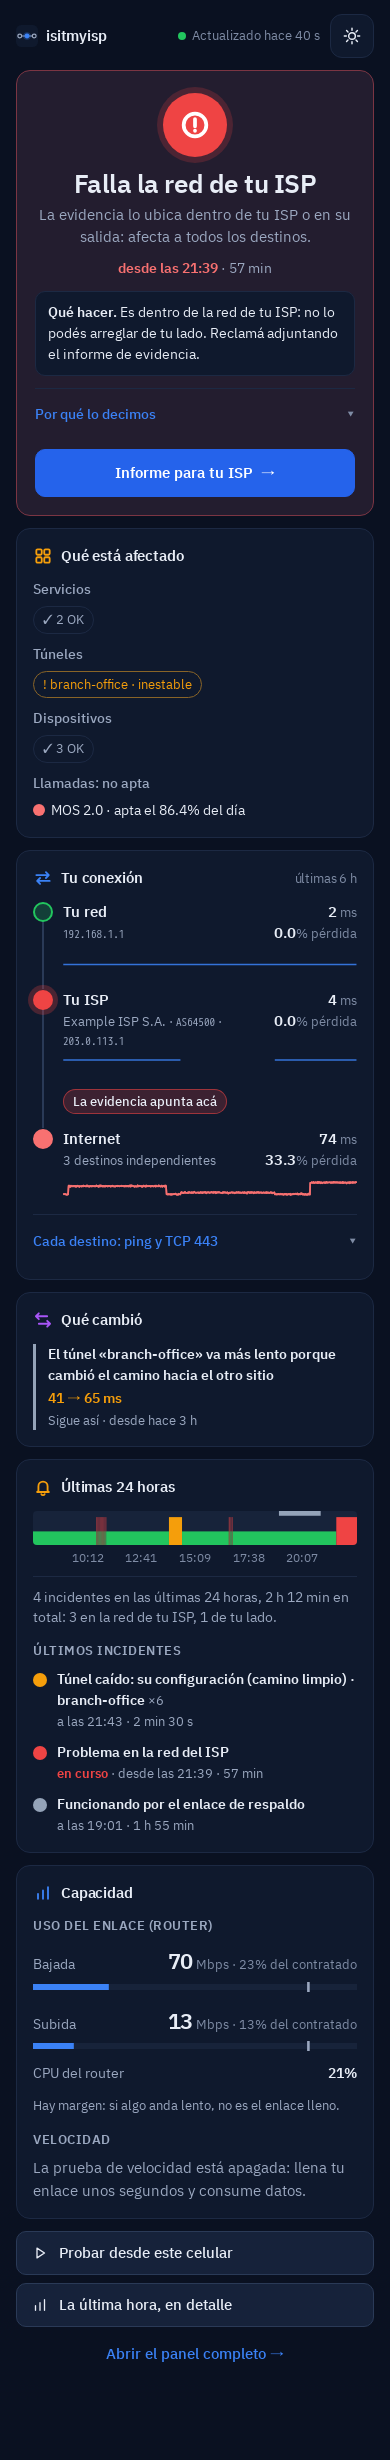 isitmyisp
Actualizado hace 40 s
Falla la red de tu ISP
La evidencia lo ubica dentro de tu ISP o en su
salida: afecta a todos los destinos.
desde las 21:39 · 57 min
Qué hacer. Es dentro de la red de tu ISP: no lo
podés arreglar de tu lado. Reclamá adjuntando
el informe de evidencia.
Por qué lo decimos ▾
Informe para tu ISP →
Qué está afectado
Servicios
✓ 2 OK
Túneles
! branch-office · inestable
Dispositivos
✓ 3 OK
Llamadas: no apta
MOS 2.0 · apta el 86.4% del día
Tu conexión
últimas 6 h
Tu red
2 ms
192.168.1.1
0.0% pérdida
Tu ISP
4 ms
Example ISP S.A. · AS64500 ·
0.0% pérdida
203.0.113.1
La evidencia apunta acá
Internet
74 ms
3 destinos independientes
33.3% pérdida
Cada destino: ping y TCP 443 ▾
Qué cambió
El túnel «branch-office» va más lento porque
cambió el camino hacia el otro sitio
41 → 65 ms
Sigue así · desde hace 3 h
Últimas 24 horas
10:12 12:41 15:09 17:38 20:07
4 incidentes en las últimas 24 horas, 2 h 12 min en
total: 3 en la red de tu ISP, 1 de tu lado.
ÚLTIMOS INCIDENTES
Túnel caído: su configuración (camino limpio) ·
branch-office ×6
a las 21:43 · 2 min 30 s
Problema en la red del ISP
en curso · desde las 21:39 · 57 min
Funcionando por el enlace de respaldo
a las 19:01 · 1 h 55 min
Capacidad
USO DEL ENLACE (ROUTER)
Bajada
70 Mbps · 23% del contratado
Subida
13 Mbps · 13% del contratado
CPU del router
21%
Hay margen: si algo anda lento, no es el enlace lleno.
VELOCIDAD
La prueba de velocidad está apagada: llena tu
enlace unos segundos y consume datos.
Probar desde este celular
La última hora, en detalle
Abrir el panel completo →